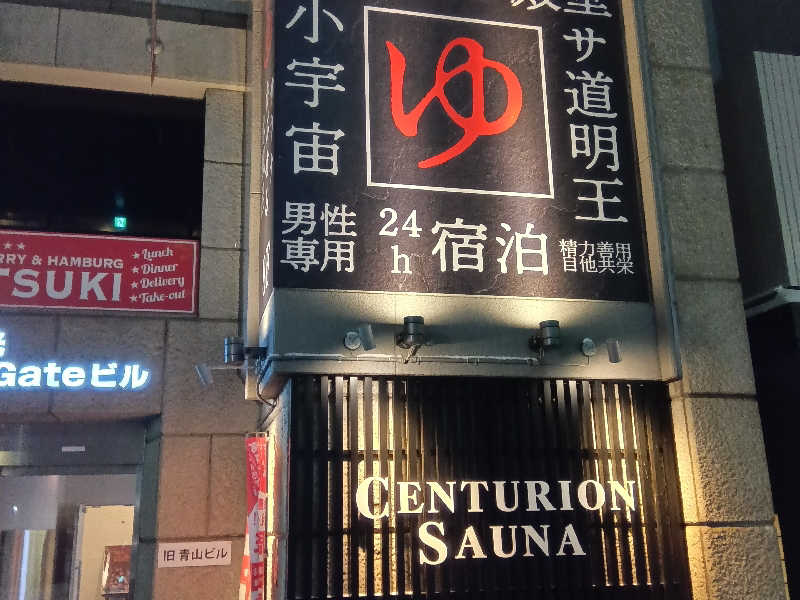 小宇宙
ゆ
聖サ道明王
男性
専用
24
h
宿泊
精力善用
自他共栄
RRY & HAMBURG
TSUKI
★ Lunch
★ Dinner
★ Delivery
★ Take-out
Gateビル
CENTURION
SAUNA
旧 青山ビル